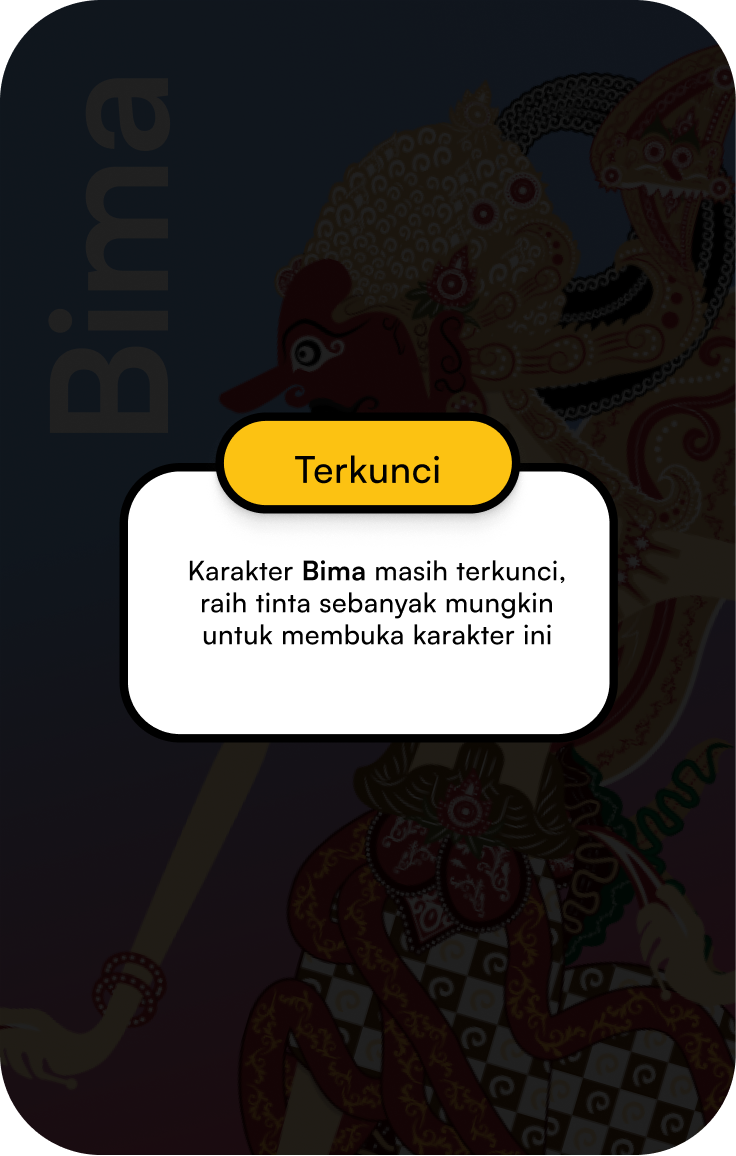 Bima
Terkunci
Karakter Bima masih terkunci,
raih tinta sebanyak mungkin
untuk membuka karakter ini